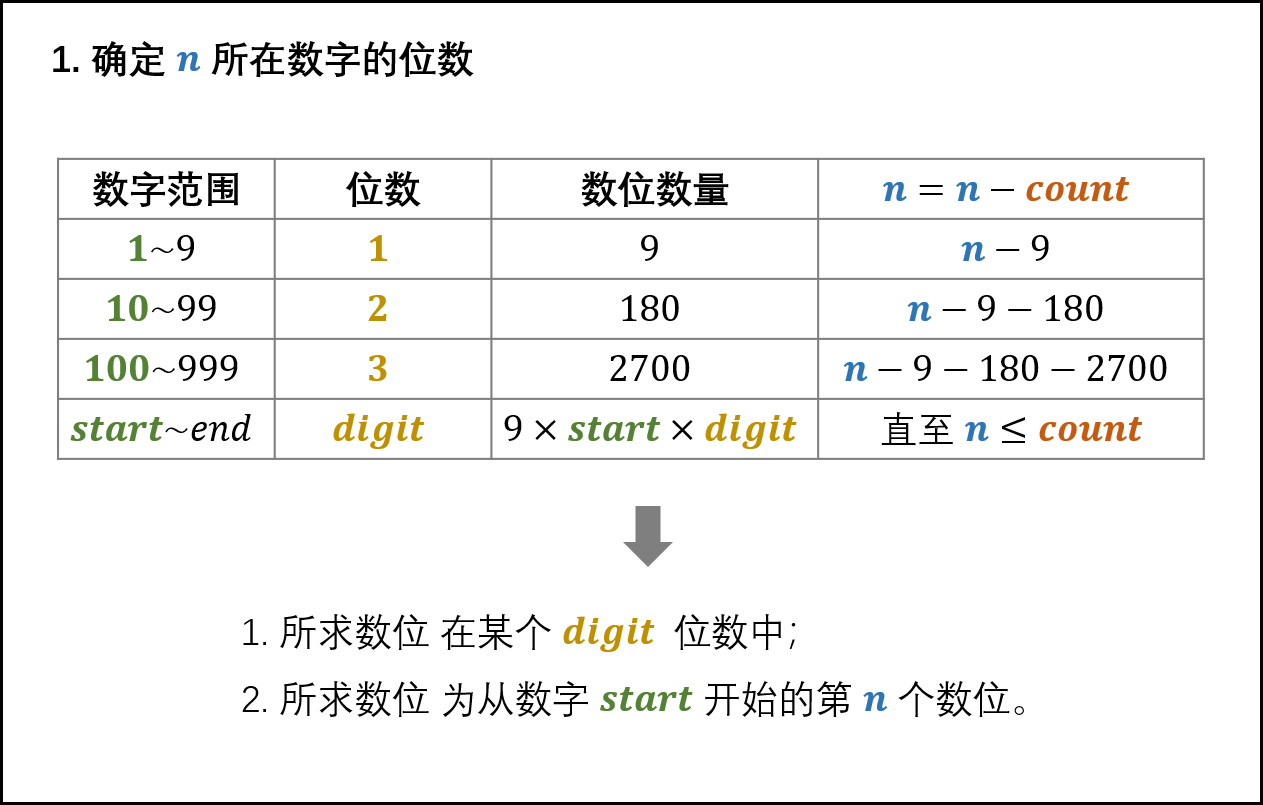 1. 确定 n 所在数字的位数
数字范围 位数 数位数量 n = n − count
1~9 1 9 n − 9
10~99 2 180 n − 9 − 180
100~999 3 2700 n − 9 − 180 − 2700
start~end digit 9 × start × digit 直至 n ≤ count
1. 所求数位 在某个 digit 位数中；
2. 所求数位 为从数字 start 开始的第 n 个数位。